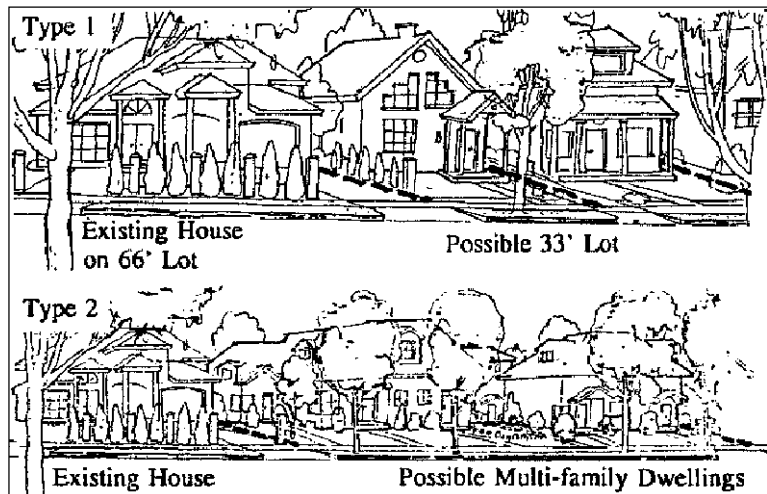 Type 1
Existing House
on 66' Lot
Possible 33' Lot
Type 2
Existing House
Possible Multi-family Dwellings